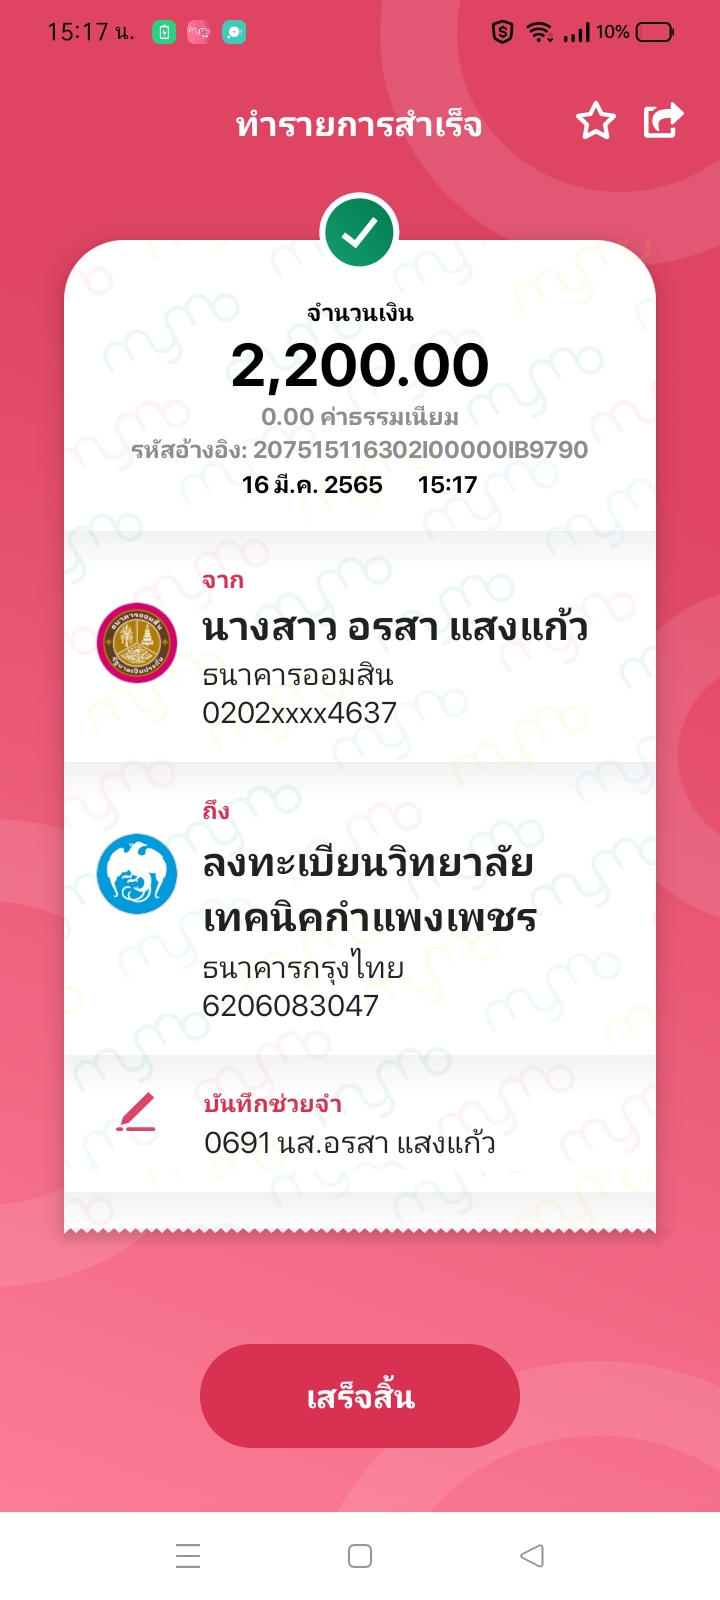 15:17 น.
10%
ทำรายการสำเร็จ
จำนวนเงิน
2,200.00
0.00 ค่าธรรมเนียม
รหัสอ้างอิง: 207515116302I00000IB9790
16 มี.ค. 2565 15:17
จาก
นางสาว อรสา แสงแก้ว
ธนาคารออมสิน
0202xxxx4637
ถึง
ลงทะเบียนวิทยาลัย
เทคนิคกำแพงเพชร
ธนาคารกรุงไทย
6206083047
บันทึกช่วยจำ
0691 นส.อรสา แสงแก้ว
เสร็จสิ้น